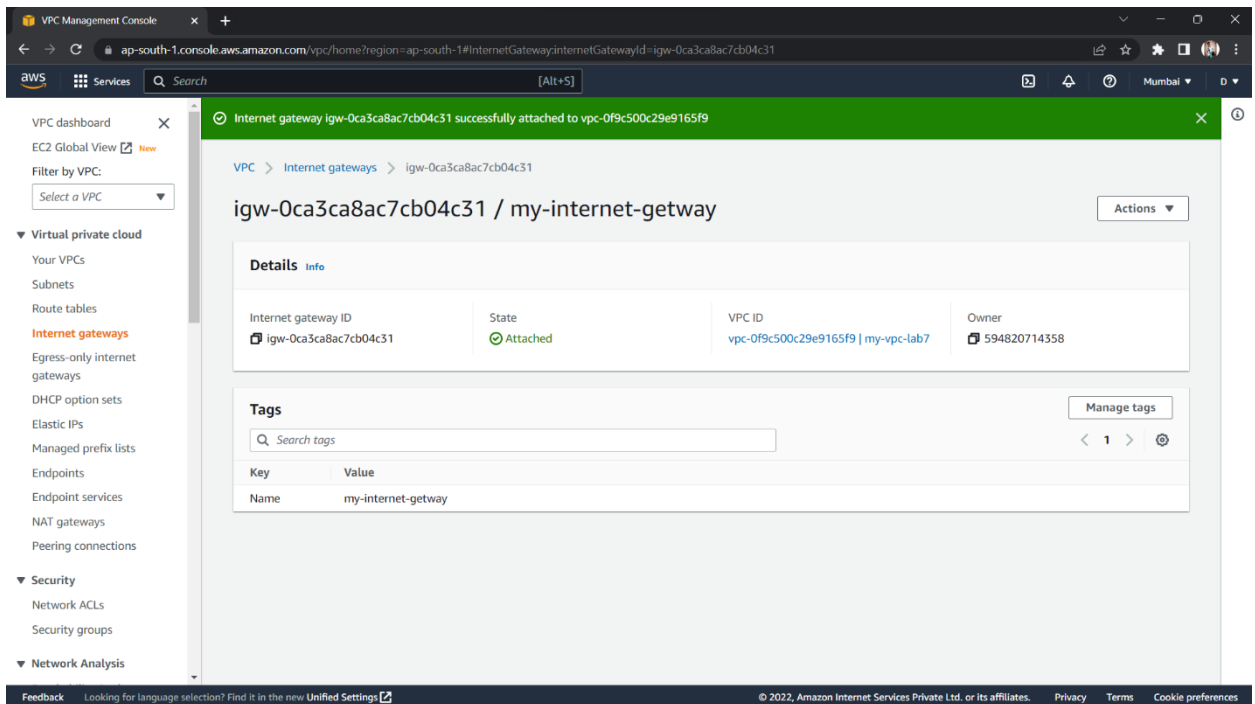 VPC Management Console
ap-south-1.console.aws.amazon.com/vpc/home?region=ap-south-1#InternetGateway:internetGatewayId=igw-0ca3ca8ac7cb04c31
aws Services Search [Alt+S] Mumbai D
VPC dashboard
EC2 Global View New
Filter by VPC:
Select a VPC
Virtual private cloud
Your VPCs
Subnets
Route tables
Internet gateways
Egress-only internet
gateways
DHCP option sets
Elastic IPs
Managed prefix lists
Endpoints
Endpoint services
NAT gateways
Peering connections
Security
Network ACLs
Security groups
Network Analysis
Internet gateway igw-0ca3ca8ac7cb04c31 successfully attached to vpc-0f9c500c29e9165f9
VPC > Internet gateways > igw-0ca3ca8ac7cb04c31
igw-0ca3ca8ac7cb04c31 / my-internet-getway
Actions
Details Info
Internet gateway ID
igw-0ca3ca8ac7cb04c31
State
Attached
VPC ID
vpc-0f9c500c29e9165f9 | my-vpc-lab7
Owner
594820714358
Tags
Manage tags
Search tags
1
Key Value
Name my-internet-getway
Feedback Looking for language selection? Find it in the new Unified Settings © 2022, Amazon Internet Services Private Ltd. or its affiliates. Privacy Terms Cookie preferences